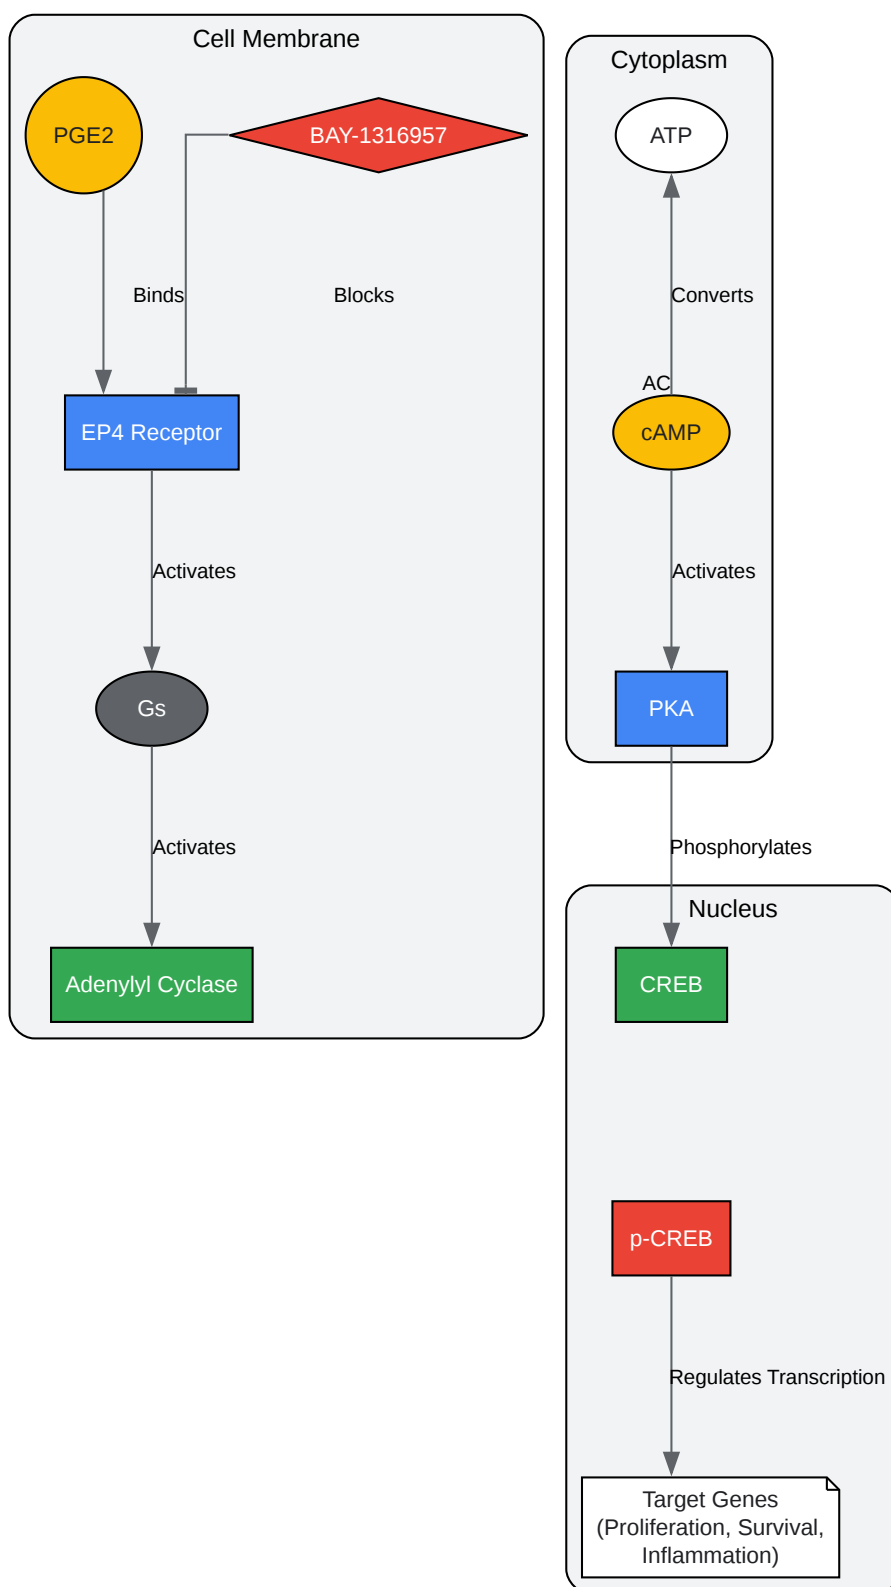 Cell Membrane
PGE2
BAY-1316957
Binds
Blocks
EP4 Receptor
Activates
Gs
Activates
Adenylyl Cyclase
Cytoplasm
ATP
Converts
AC
cAMP
Activates
PKA
Phosphorylates
Nucleus
CREB
p-CREB
Regulates Transcription
Target Genes
(Proliferation, Survival,
Inflammation)